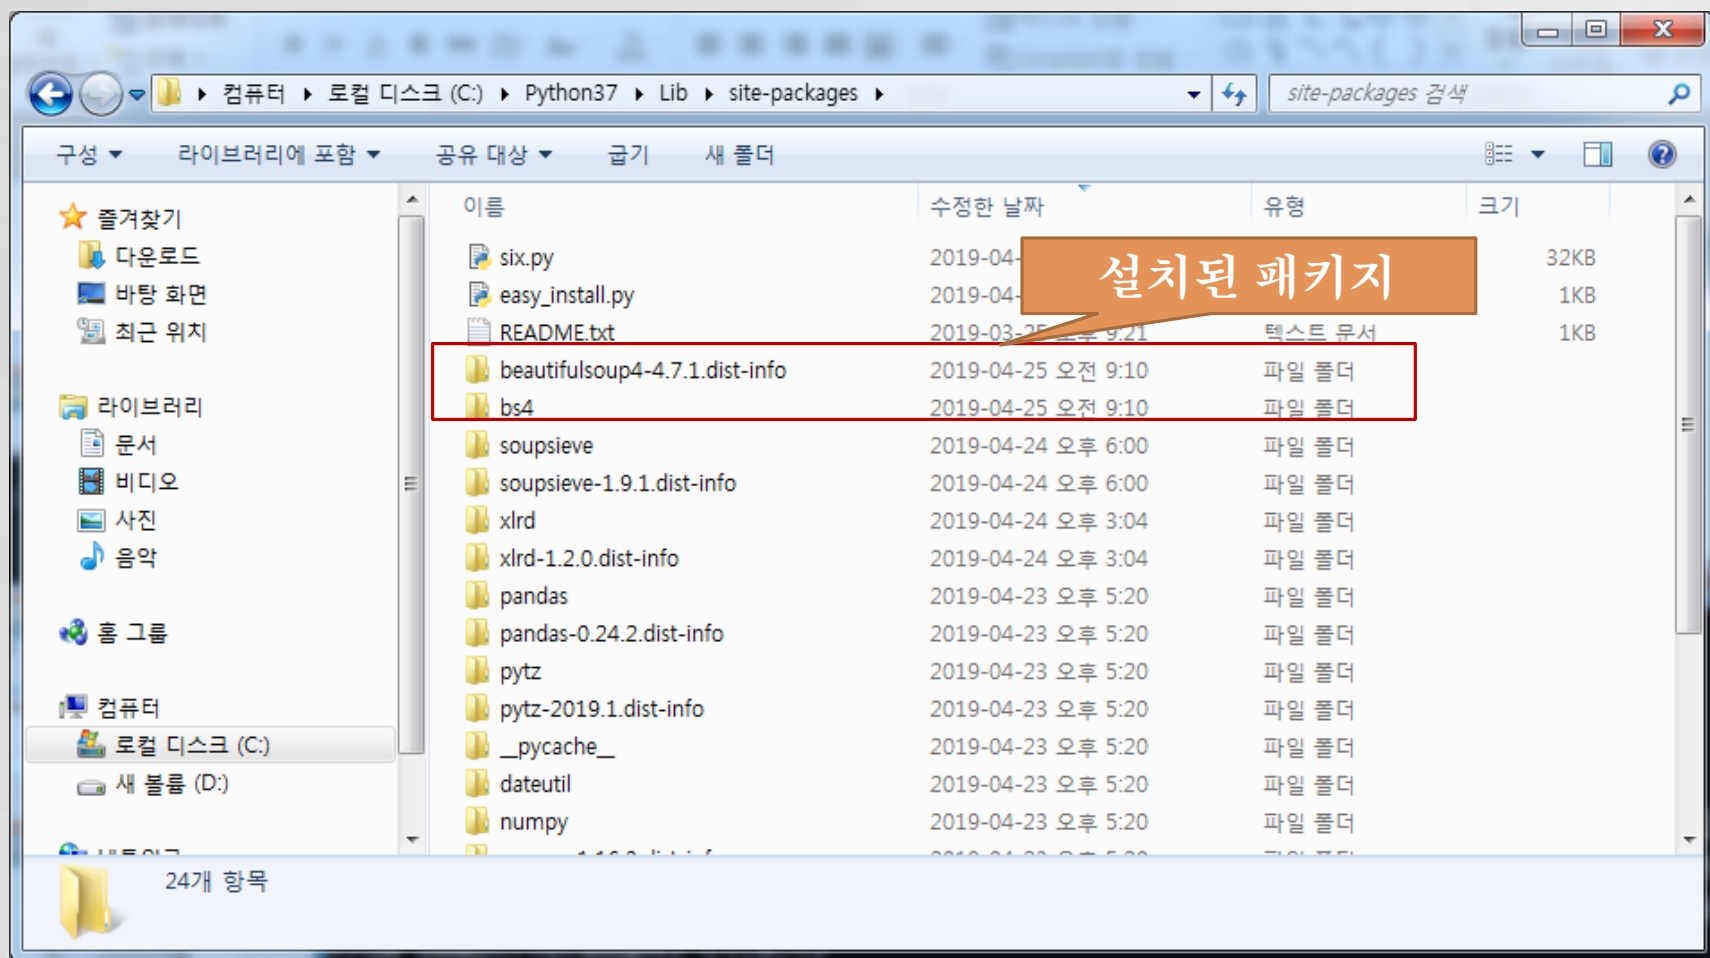 컴퓨터 로컬 디스크 (C:) Python37 Lib site-packages
site-packages 검색
구성 라이브러리에 포함 공유 대상 굽기 새 폴더
즐겨찾기
다운로드
바탕 화면
최근 위치
라이브러리
문서
비디오
사진
음악
홈 그룹
컴퓨터
로컬 디스크 (C:)
새 볼륨 (D:)
이름 수정한 날짜 유형 크기
설치된 패키지
six.py 2019-04- 32KB
easy_install.py 2019-04- 1KB
README.txt 2019-03-25 오후 9:21 텍스트 문서 1KB
beautifulsoup4-4.7.1.dist-info 2019-04-25 오전 9:10 파일 폴더
bs4 2019-04-25 오전 9:10 파일 폴더
soupsieve 2019-04-24 오후 6:00 파일 폴더
soupsieve-1.9.1.dist-info 2019-04-24 오후 6:00 파일 폴더
xlrd 2019-04-24 오후 3:04 파일 폴더
xlrd-1.2.0.dist-info 2019-04-24 오후 3:04 파일 폴더
pandas 2019-04-23 오후 5:20 파일 폴더
pandas-0.24.2.dist-info 2019-04-23 오후 5:20 파일 폴더
pytz 2019-04-23 오후 5:20 파일 폴더
pytz-2019.1.dist-info 2019-04-23 오후 5:20 파일 폴더
__pycache__ 2019-04-23 오후 5:20 파일 폴더
dateutil 2019-04-23 오후 5:20 파일 폴더
numpy 2019-04-23 오후 5:20 파일 폴더
24개 항목